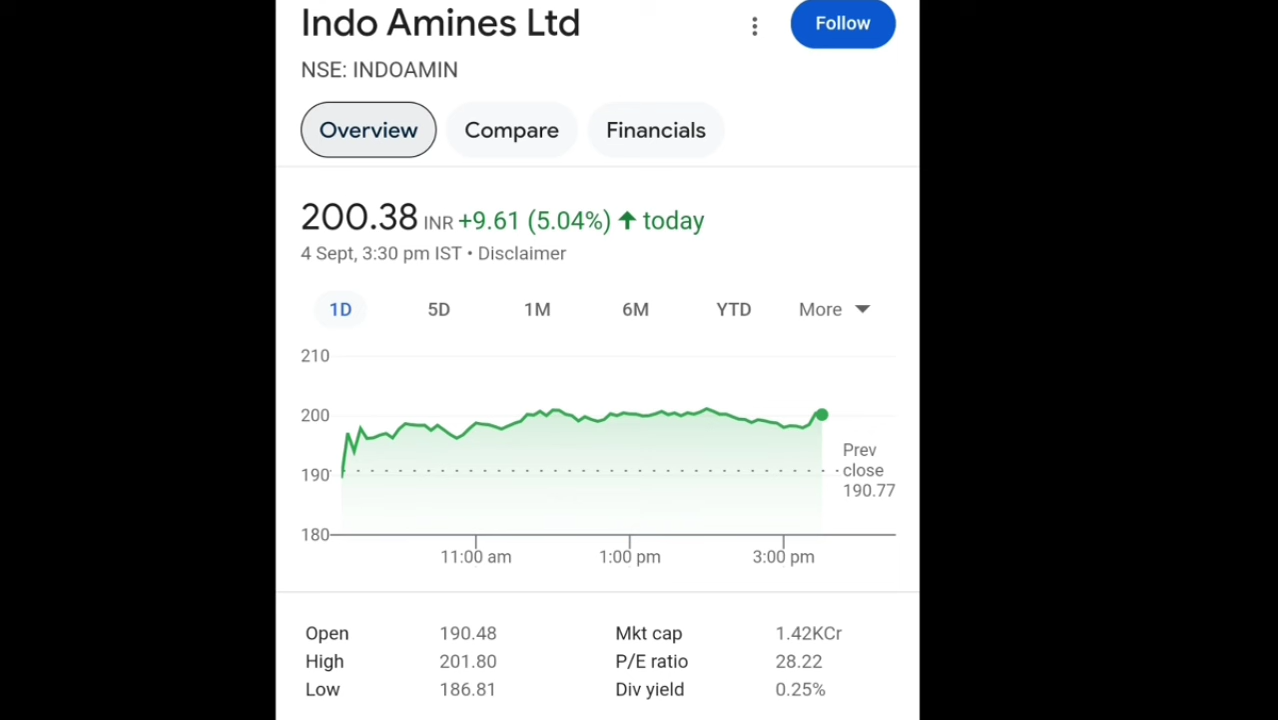 Indo Amines Ltd
Follow
NSE: INDOAMIN
Overview Compare Financials
200.38 INR +9.61 (5.04%) ↑ today
4 Sept, 3:30 pm IST • Disclaimer
1D 5D 1M 6M YTD More
210
200
190
180
Prev
close
190.77
11:00 am 1:00 pm 3:00 pm
Open 190.48 Mkt cap 1.42KCr
High 201.80 P/E ratio 28.22
Low 186.81 Div yield 0.25%